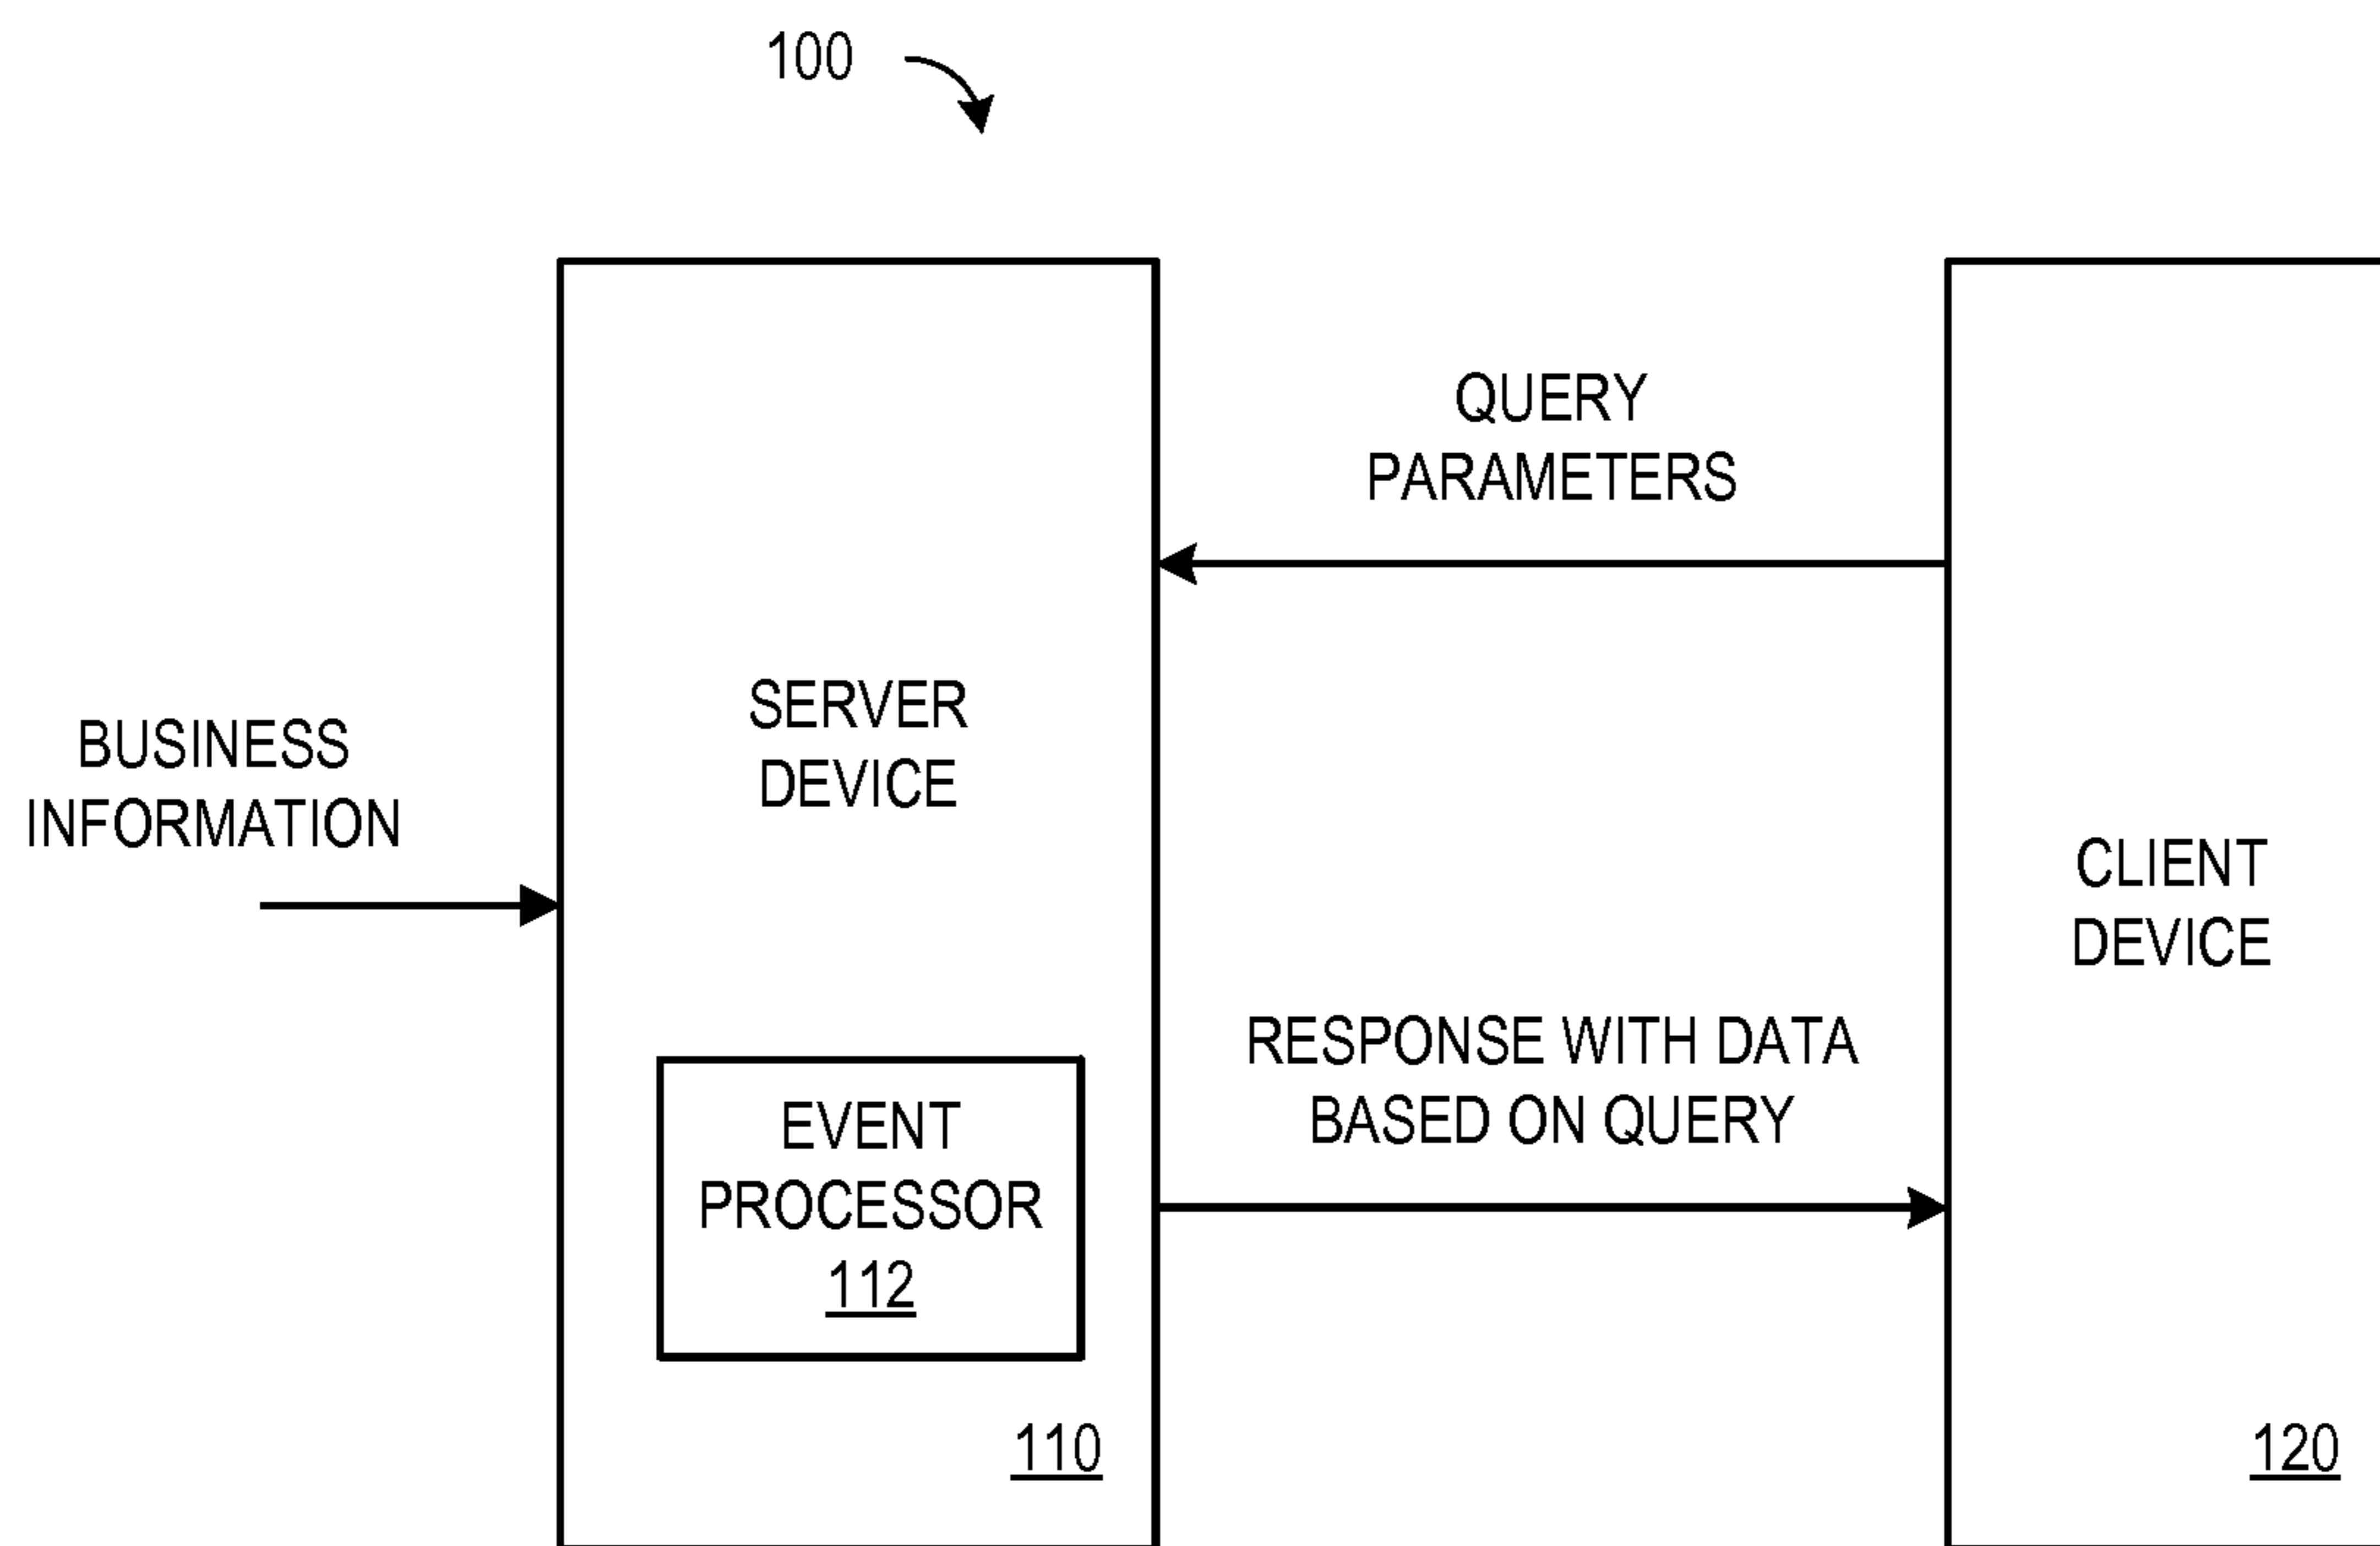 100
QUERY
PARAMETERS
SERVER
DEVICE
BUSINESS
INFORMATION
CLIENT
DEVICE
RESPONSE WITH DATA
BASED ON QUERY
EVENT
PROCESSOR
112
110
120